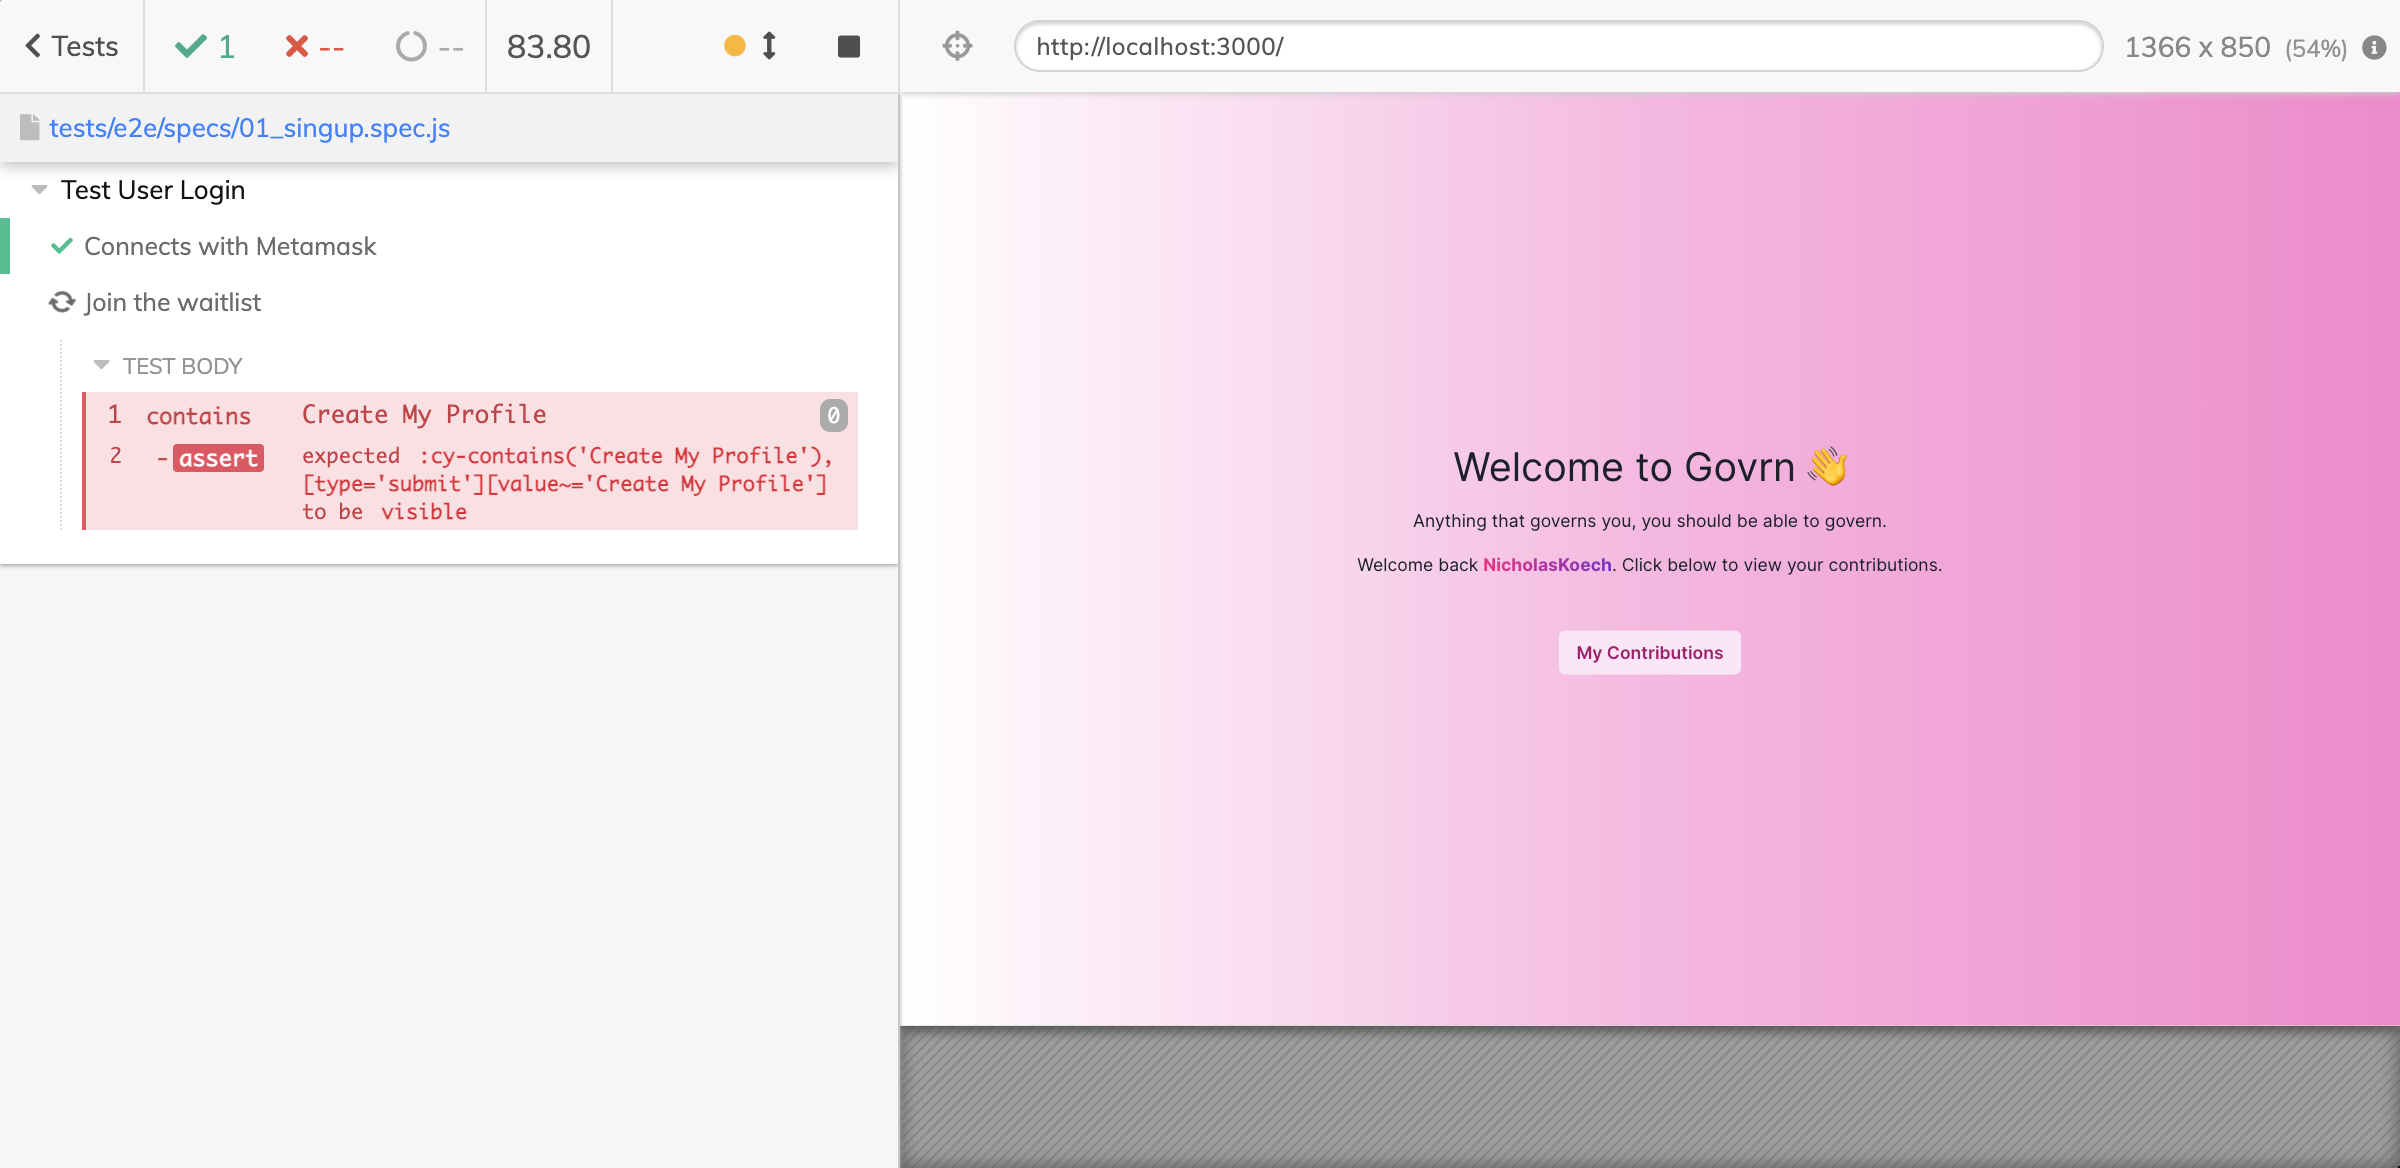 Tests
1
--
--
83.80
http://localhost:3000/
1366 x 850 (54%)
tests/e2e/specs/01_singup.spec.js
Test User Login
Connects with Metamask
Join the waitlist
TEST BODY
1 contains Create My Profile 0
2 -assert expected :cy-contains('Create My Profile'),
[type='submit'][value~='Create My Profile']
to be visible
Welcome to Govrn 👋
Anything that governs you, you should be able to govern.
Welcome back NicholasKoech. Click below to view your contributions.
My Contributions